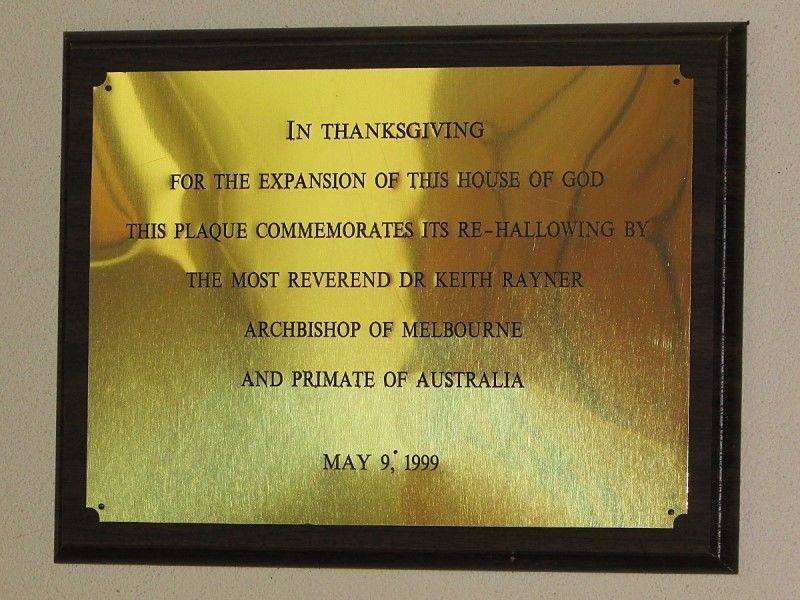 IN THANKSGIVING
FOR THE EXPANSION OF THIS HOUSE OF GOD
THIS PLAQUE COMMEMORATES ITS RE-HALLOWING BY
THE MOST REVEREND DR KEITH RAYNER
ARCHBISHOP OF MELBOURNE
AND PRIMATE OF AUSTRALIA
MAY 9, 1999